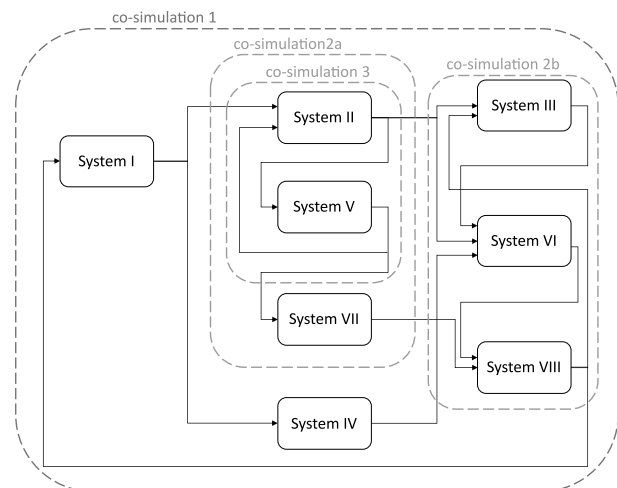 co-simulation 1
co-simulation2a
co-simulation 3
co-simulation 2b
System II
System III
System I
System V
System VI
System VII
System VIII
System IV